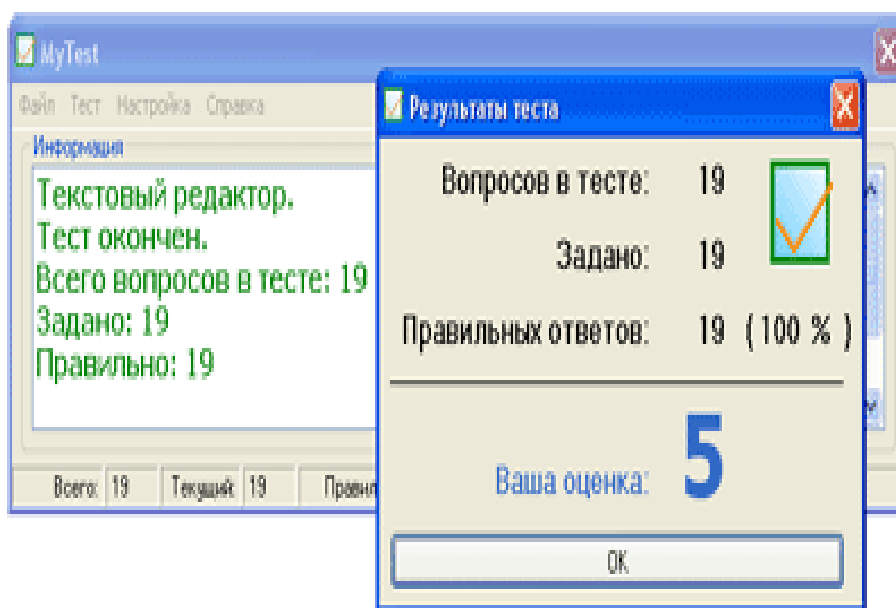 MyTest
Файл Тест Настройка Справка
Информация
Текстовый редактор.
Тест окончен.
Всего вопросов в тесте: 19
Задано: 19
Правильно: 19
Всего: 19 Текущий: 19 Правил
Результаты теста
Вопросов в тесте: 19
Задано: 19
Правильных ответов: 19 ( 100 % )
Ваша оценка: 5
OK